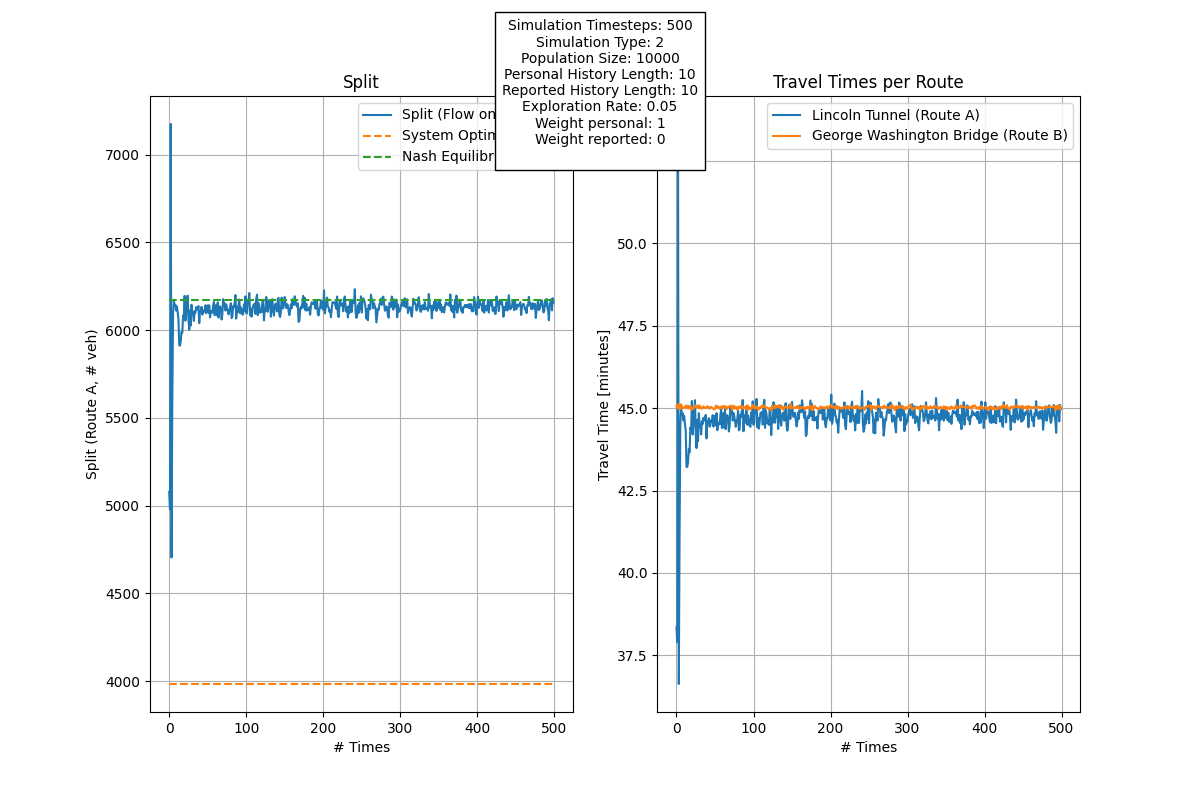 Simulation Timesteps: 500
Simulation Type: 2
Population Size: 10000
Personal History Length: 10
Reported History Length: 10
Exploration Rate: 0.05
Weight personal: 1
Weight reported: 0
Split
Split (Flow on
System Optim
Nash Equilibr
7000
6500
6000
5500
5000
4500
4000
Split (Route A, # veh)
0
100
200
300
400
500
# Times
Travel Times per Route
Lincoln Tunnel (Route A)
George Washington Bridge (Route B)
50.0
47.5
45.0
42.5
40.0
37.5
Travel Time [minutes]
0
100
200
300
400
500
# Times